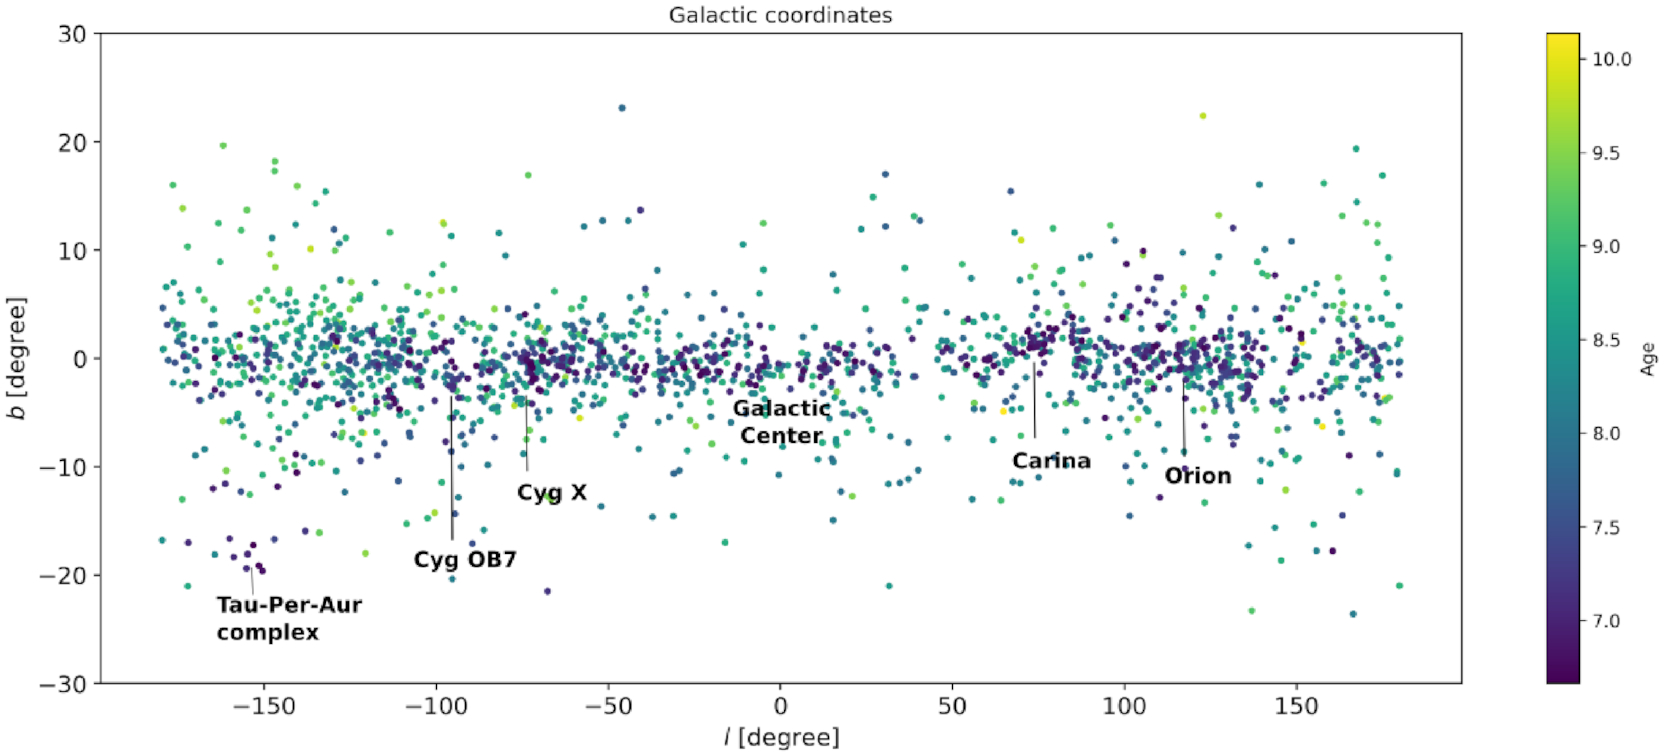 Galactic coordinates
30
20
10
0
−10
−20
−30
b [degree]
−150
−100
−50
0
50
100
150
l [degree]
Galactic
Center
Carina
Orion
Cyg X
Cyg OB7
Tau-Per-Aur
complex
10.0
9.5
9.0
8.5
8.0
7.5
7.0
Age